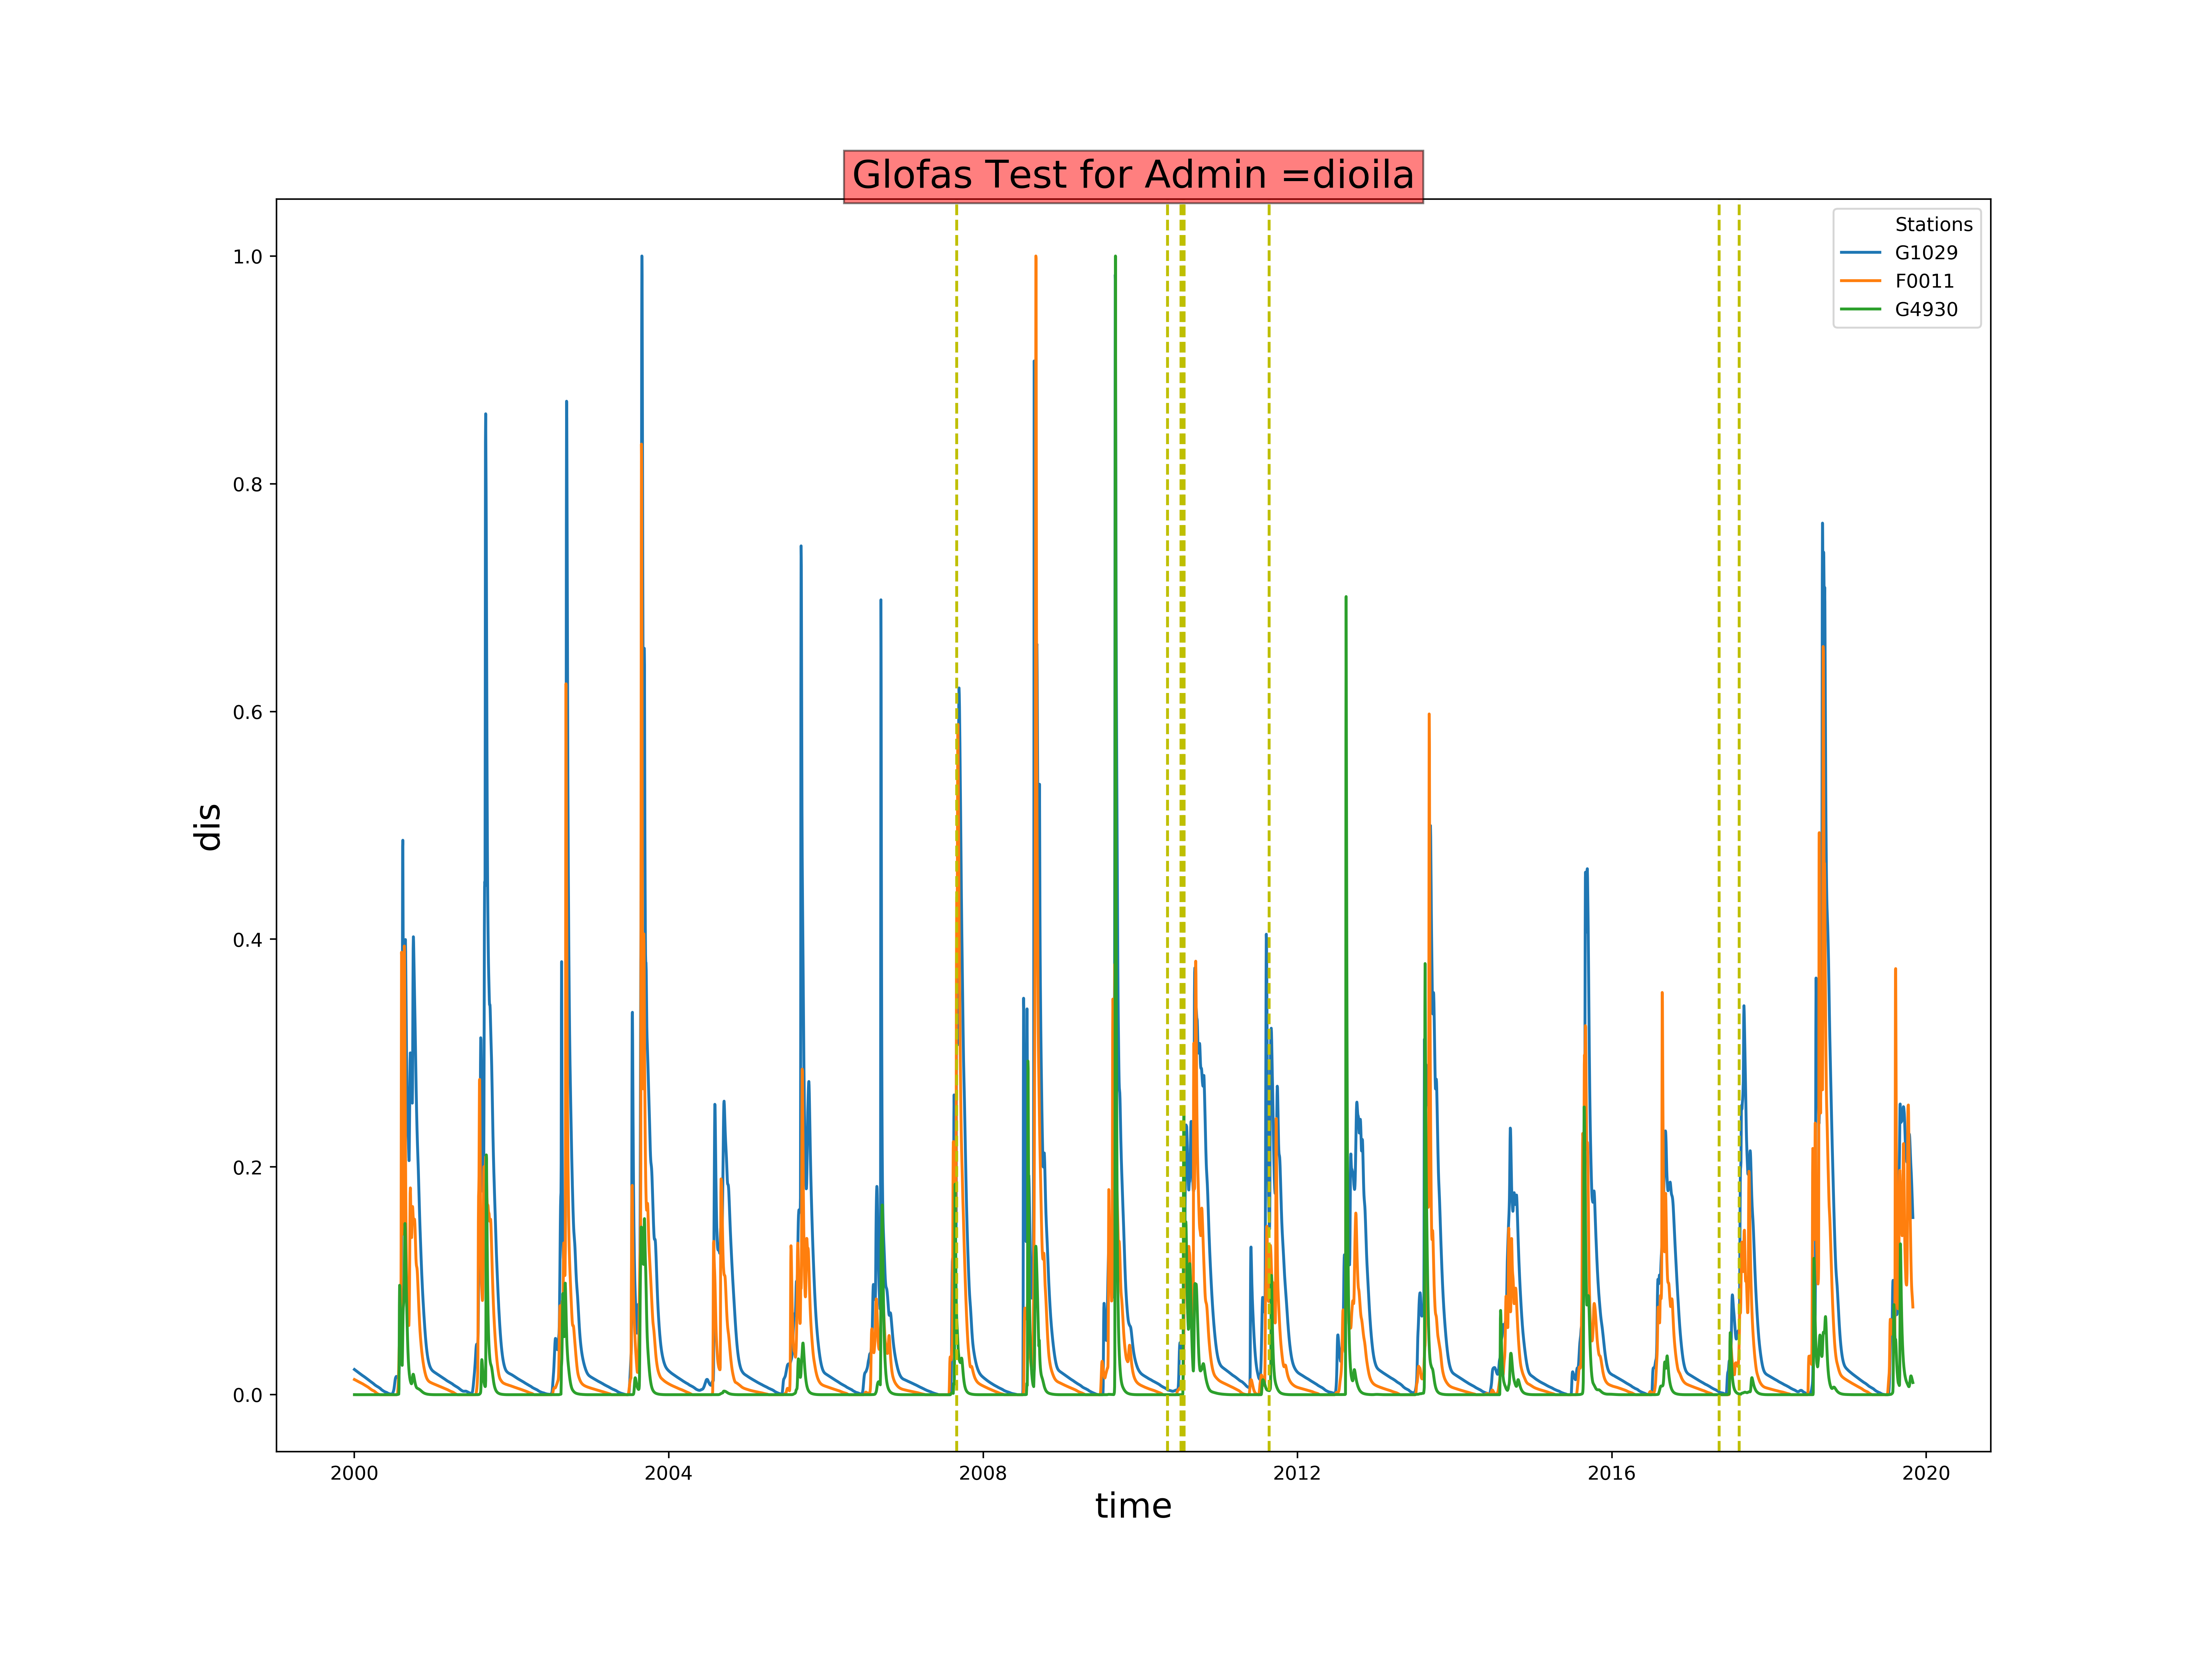 Glofas Test for Admin =dioila
Stations
G1029
F0011
G4930
1.0
0.8
0.6
0.4
0.2
0.0
dis
2000 2004 2008 2012 2016 2020
time